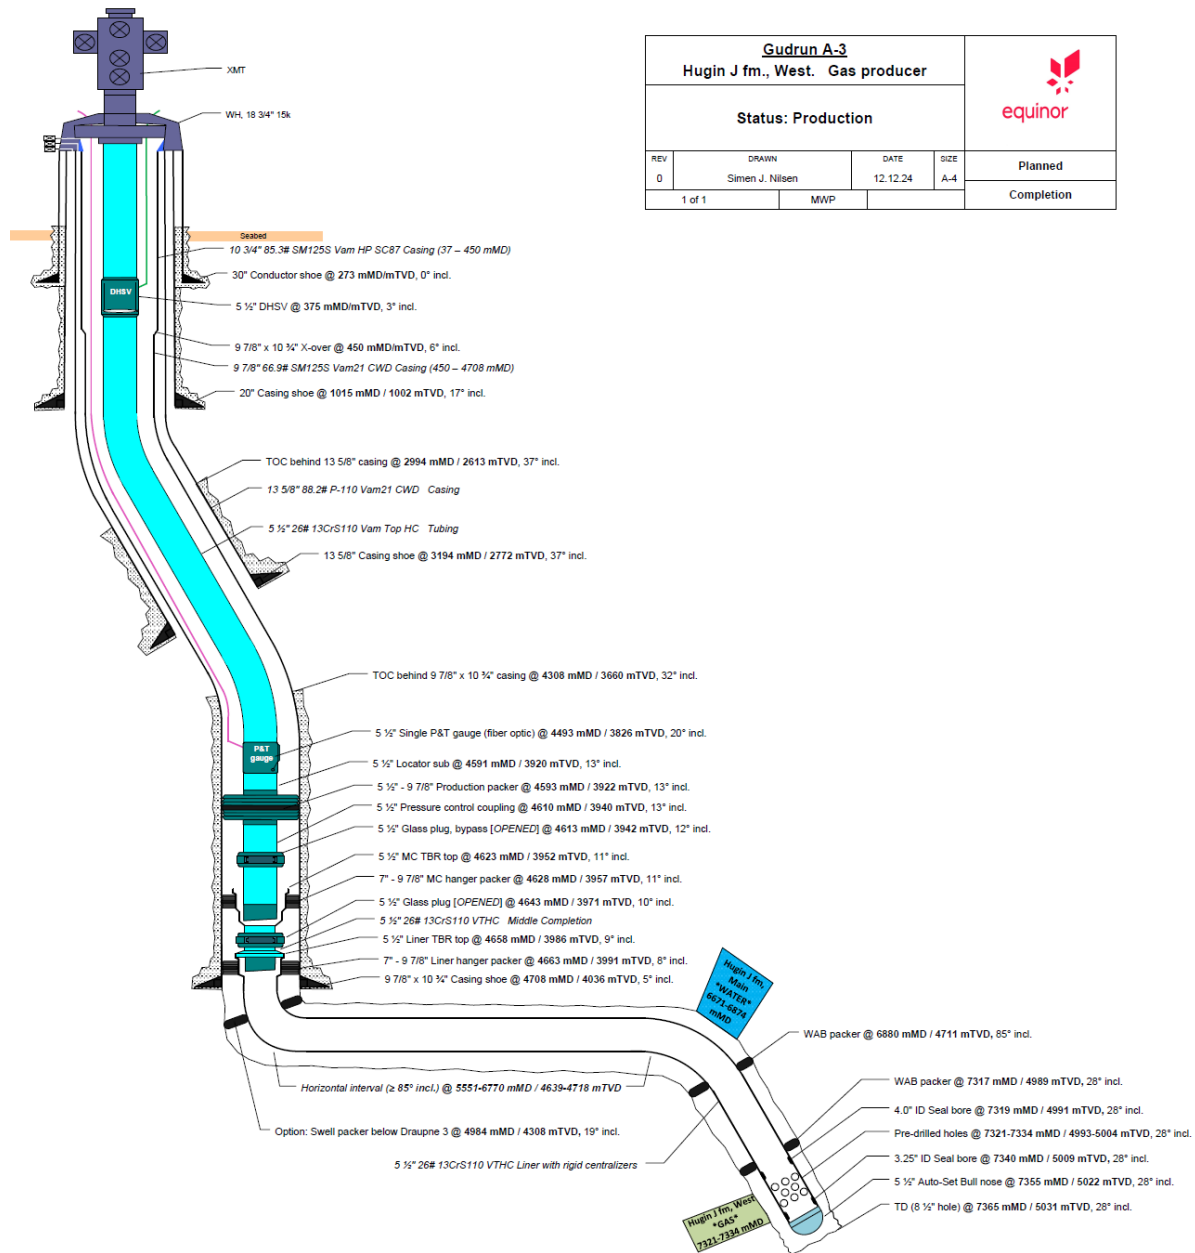 Gudrun A-3
Hugin J fm., West.   Gas producer
Status: Production
equinor
REV DRAWN DATE SIZE
0 Simen J. Nilsen 12.12.24 A-4
Planned
1 of 1 MWP
Completion
XMT
WH, 18 3/4" 15k
Seabed
10 3/4" 85.3# SM125S Vam HP SC87 Casing (37 – 450 mMD)
30" Conductor shoe @ 273 mMD/mTVD, 0° incl.
DHSV
5 ½" DHSV @ 375 mMD/mTVD, 3° incl.
9 7/8" x 10 ¾" X-over @ 450 mMD/mTVD, 6° incl.
9 7/8" 66.9# SM125S Vam21 CWD Casing (450 – 4708 mMD)
20" Casing shoe @ 1015 mMD / 1002 mTVD, 17° incl.
TOC behind 13 5/8" casing @ 2994 mMD / 2613 mTVD, 37° incl.
13 5/8" 88.2# P-110 Vam21 CWD   Casing
5 ½" 26# 13CrS110 Vam Top HC   Tubing
13 5/8" Casing shoe @ 3194 mMD / 2772 mTVD, 37° incl.
TOC behind 9 7/8" x 10 ¾" casing @ 4308 mMD / 3660 mTVD, 32° incl.
P&T
gauge
5 ½" Single P&T gauge (fiber optic) @ 4493 mMD / 3826 mTVD, 20° incl.
5 ½" Locator sub @ 4591 mMD / 3920 mTVD, 13° incl.
5 ½" - 9 7/8" Production packer @ 4593 mMD / 3922 mTVD, 13° incl.
5 ½" Pressure control coupling @ 4610 mMD / 3940 mTVD, 13° incl.
5 ½" Glass plug, bypass [OPENED] @ 4613 mMD / 3942 mTVD, 12° incl.
5 ½" MC TBR top @ 4623 mMD / 3952 mTVD, 11° incl.
7" - 9 7/8" MC hanger packer @ 4628 mMD / 3957 mTVD, 11° incl.
5 ½" Glass plug [OPENED] @ 4643 mMD / 3971 mTVD, 10° incl.
5 ½" 26# 13CrS110 VTHC   Middle Completion
5 ½" Liner TBR top @ 4658 mMD / 3986 mTVD, 9° incl.
7" - 9 7/8" Liner hanger packer @ 4663 mMD / 3991 mTVD, 8° incl.
9 7/8" x 10 ¾" Casing shoe @ 4708 mMD / 4036 mTVD, 5° incl.
Hugin J fm,
Main
*WATER*
6671-6874
mMD
WAB packer @ 6880 mMD / 4711 mTVD, 85° incl.
Horizontal interval (≥ 85° incl.) @ 5551-6770 mMD / 4639-4718 mTVD
WAB packer @ 7317 mMD / 4989 mTVD, 28° incl.
4.0" ID Seal bore @ 7319 mMD / 4991 mTVD, 28° incl.
Option: Swell packer below Draupne 3 @ 4984 mMD / 4308 mTVD, 19° incl.
Pre-drilled holes @ 7321-7334 mMD / 4993-5004 mTVD, 28° incl.
3.25" ID Seal bore @ 7340 mMD / 5009 mTVD, 28° incl.
5 ½" 26# 13CrS110 VTHC Liner with rigid centralizers
5 ½" Auto-Set Bull nose @ 7355 mMD / 5022 mTVD, 28° incl.
TD (8 ½" hole) @ 7365 mMD / 5031 mTVD, 28° incl.
Hugin J fm, West
*GAS*
7321-7334 mMD